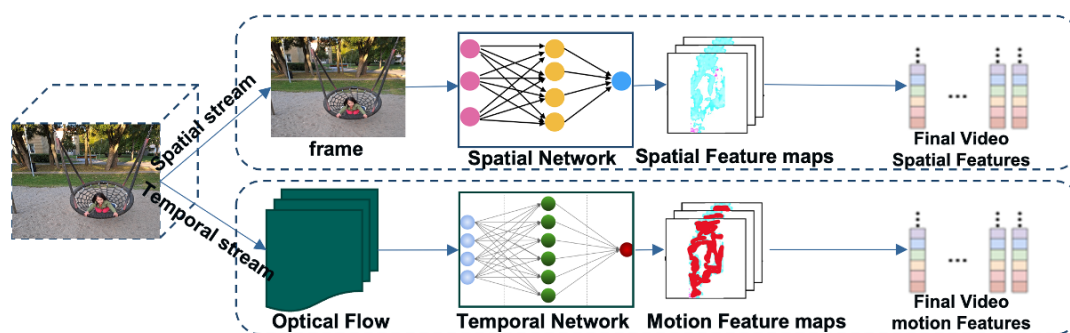 Spatial stream
Temporal stream
frame
Spatial Network
Spatial Feature maps
...
Final Video
Spatial Features
Optical Flow
Temporal Network
Motion Feature maps
...
Final Video
motion Features